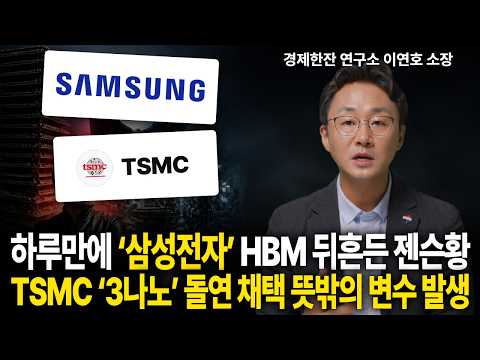 경제한잔 연구소 이연호 소장
SAMSUNG
tsmc TSMC
하루만에 ‘삼성전자’ HBM 뒤흔든 젠슨황
TSMC ‘3나노’ 돌연 채택 뜻밖의 변수 발생